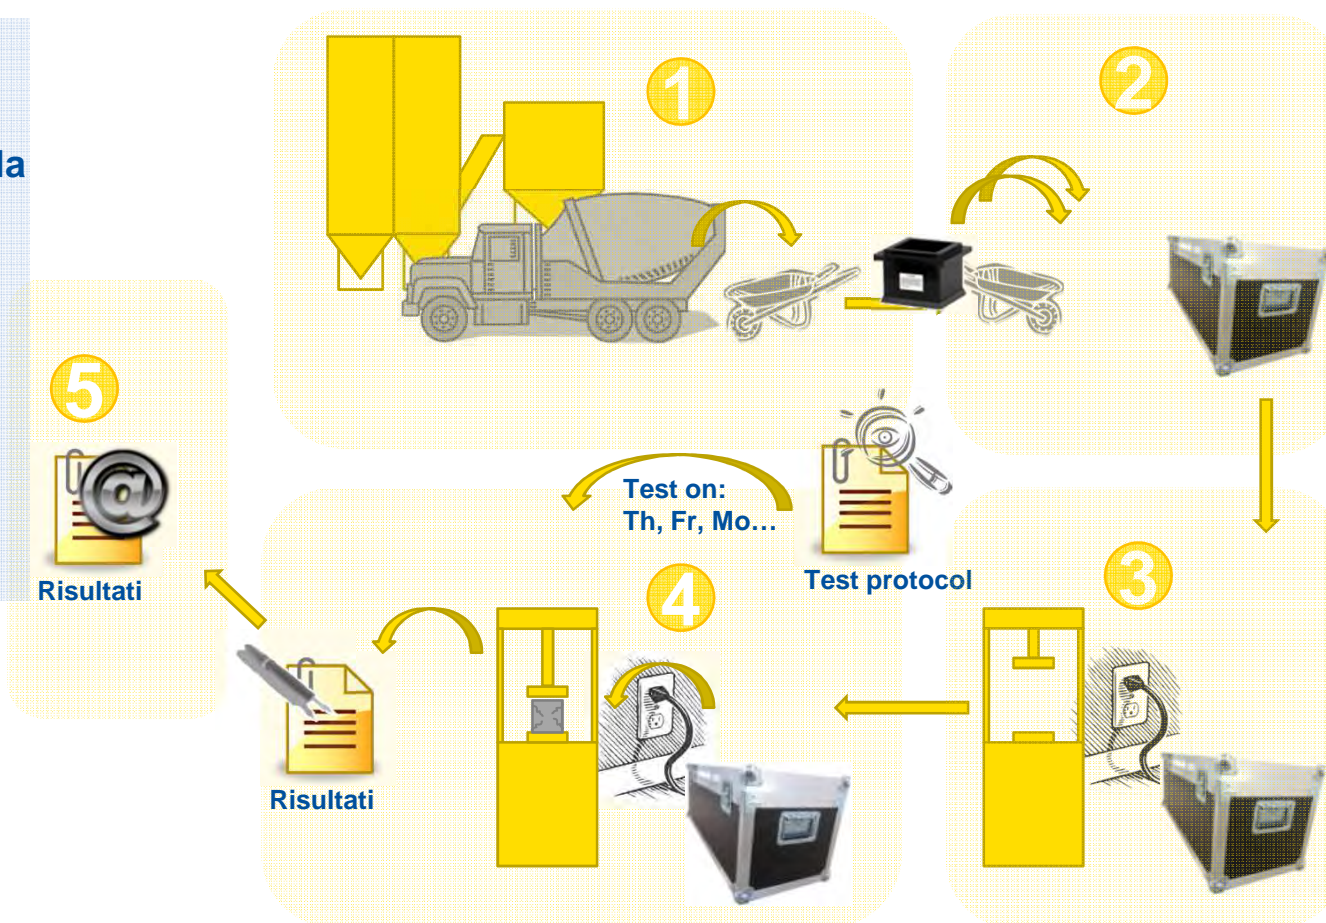 1
2
la
5
Test on:
Th, Fr, Mo…
Risultati
Test protocol
3
4
Risultati